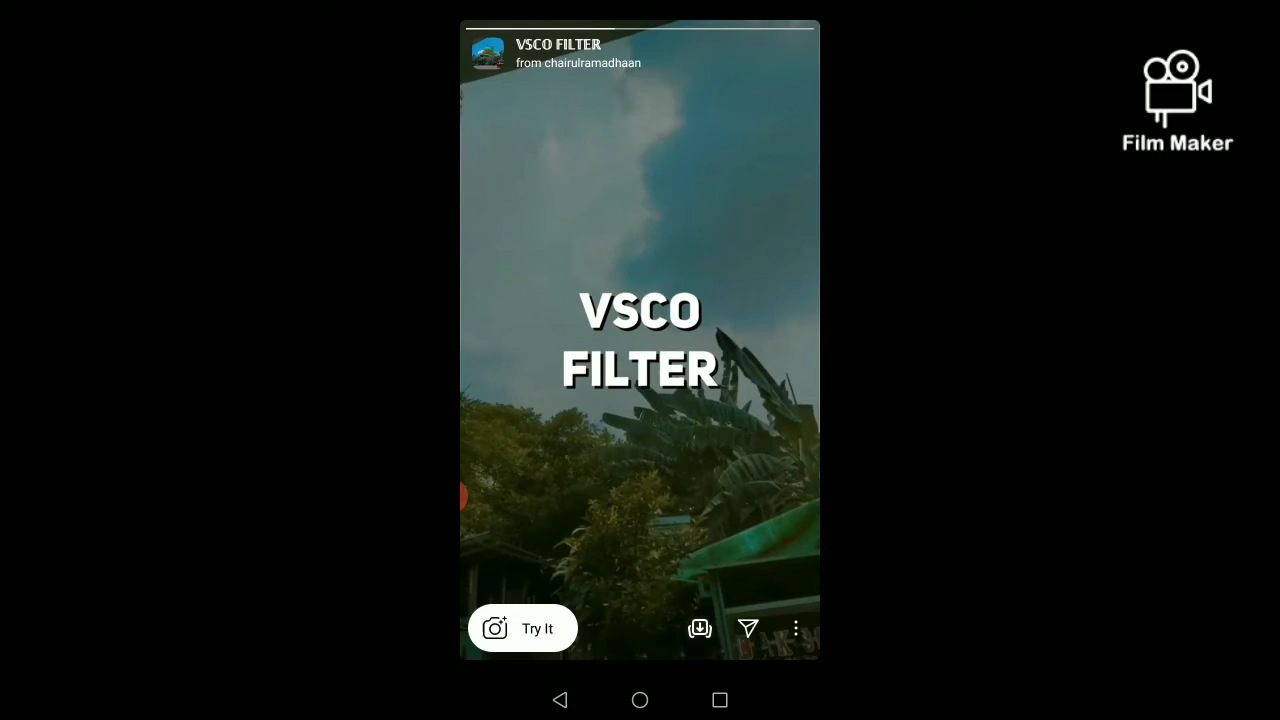 VSCO FILTER
from chairulramadhaan
Film Maker
VSCO
FILTER
Try It